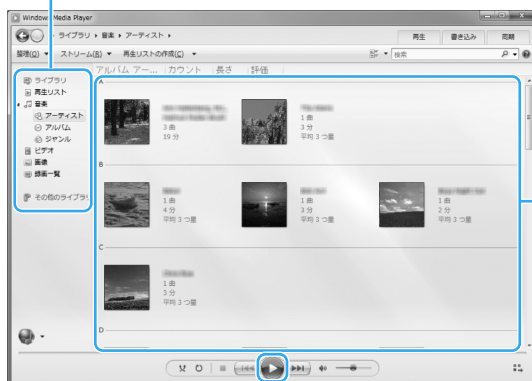 Windows Media Player
ライブラリ ▸ 音楽 ▸ アーティスト ▸
再生 書き込み 同期
整理(O) ストリーム(R) 再生リストの作成(C) 検索
アルバム アー... カウント 長さ 評価
ライブラリ
再生リスト
音楽
アーティスト
アルバム
ジャンル
ビデオ
画像
録画一覧
その他のライブラリ
A
3 曲
19 分
1 曲
3 分
平均 3 つ星
B
1 曲
4 分
平均 3 つ星
1 曲
3 分
平均 3 つ星
1 曲
2 分
平均 3 つ星
C
1 曲
3 分
平均 3 つ星
D